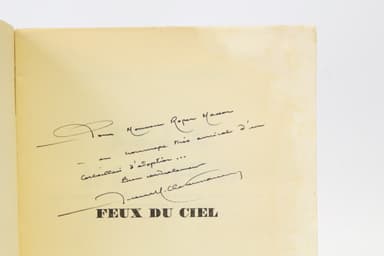 Pour Monsieur Roger Masson
en hommage très amical d'un
d'adoption...
Bien cordialement
FEUX DU CIEL